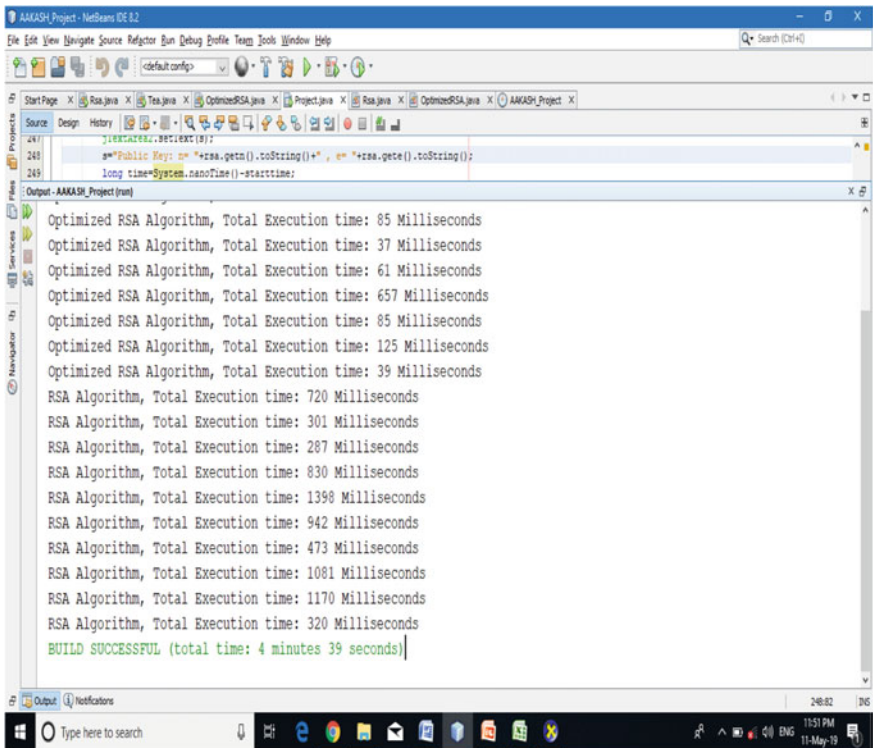 AAKASH_Project - NetBeans IDE 8.2
File Edit View Navigate Source Refactor Run Debug Profile Team Tools Window Help
Search (Ctrl+I)
<default config>
Start Page X Rsa.java X Tea.java X OptimizedRSA.java X Project.java X Rsa.java X OptimizedRSA.java X AAKASH_Project X
Source Design History
247 jTextArea2.setText(s);
248 s="Public Key: n= "+rsa.getn().toString()+" , e= "+rsa.gete().toString();
249 long time=System.nanoTime()-starttime;
Projects
Files
Services
Navigator
Output - AAKASH_Project (run)
Optimized RSA Algorithm, Total Execution time: 85 Milliseconds
Optimized RSA Algorithm, Total Execution time: 37 Milliseconds
Optimized RSA Algorithm, Total Execution time: 61 Milliseconds
Optimized RSA Algorithm, Total Execution time: 657 Milliseconds
Optimized RSA Algorithm, Total Execution time: 85 Milliseconds
Optimized RSA Algorithm, Total Execution time: 125 Milliseconds
Optimized RSA Algorithm, Total Execution time: 39 Milliseconds
RSA Algorithm, Total Execution time: 720 Milliseconds
RSA Algorithm, Total Execution time: 301 Milliseconds
RSA Algorithm, Total Execution time: 287 Milliseconds
RSA Algorithm, Total Execution time: 830 Milliseconds
RSA Algorithm, Total Execution time: 1398 Milliseconds
RSA Algorithm, Total Execution time: 942 Milliseconds
RSA Algorithm, Total Execution time: 473 Milliseconds
RSA Algorithm, Total Execution time: 1081 Milliseconds
RSA Algorithm, Total Execution time: 1170 Milliseconds
RSA Algorithm, Total Execution time: 320 Milliseconds
BUILD SUCCESSFUL (total time: 4 minutes 39 seconds)
Output Notifications
248:82 INS
Type here to search
ENG
11:51 PM
11-May-19